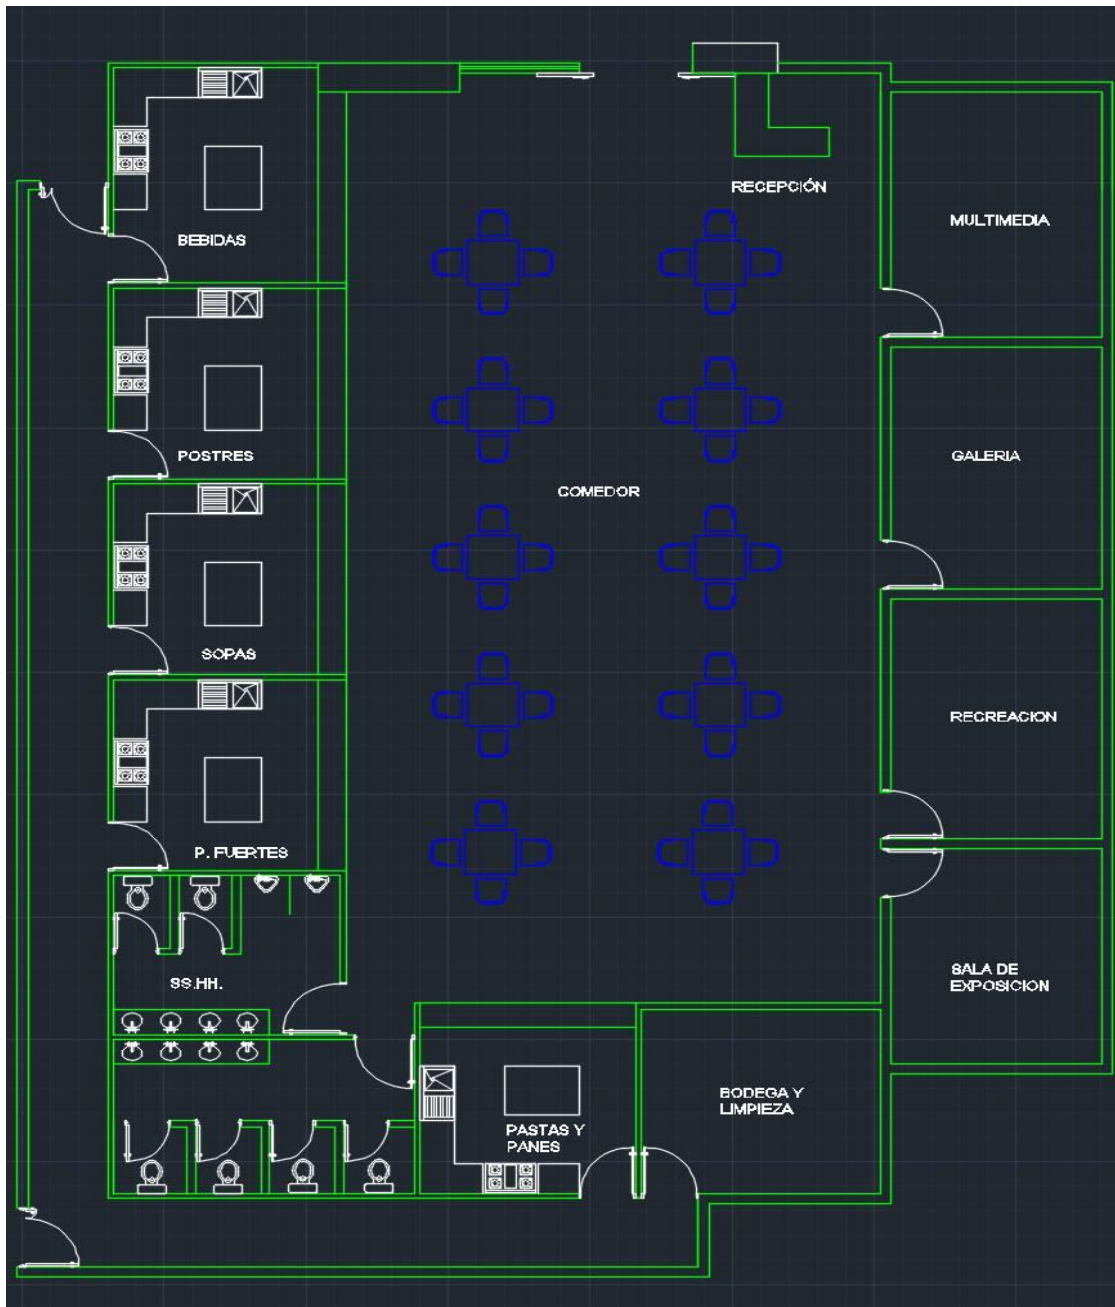 RECEPCIÓN
MULTIMEDIA
BEBIDAS
POSTRES
GALERIA
COMEDOR
SOPAS
RECREACION
P. FUERTES
SS.HH.
SALA DE
EXPOSICION
BODEGA Y
LIMPIEZA
PASTAS Y
PANES